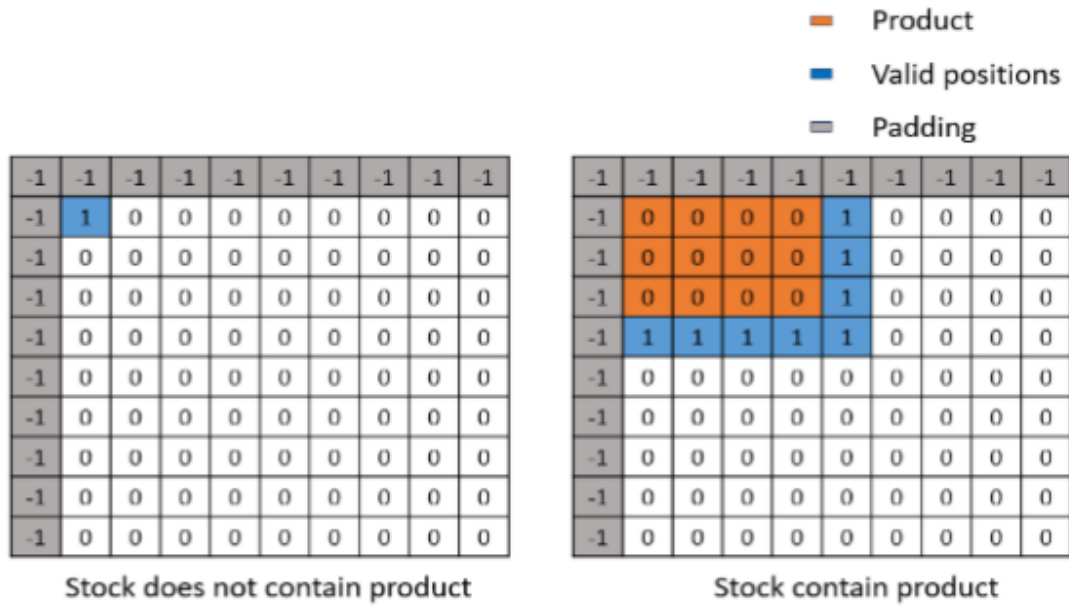 Product
Valid positions
Padding
-1 -1 -1 -1 -1 -1 -1 -1 -1 -1
-1 1 0 0 0 0 0 0 0 0
-1 0 0 0 0 0 0 0 0 0
-1 0 0 0 0 0 0 0 0 0
-1 0 0 0 0 0 0 0 0 0
-1 0 0 0 0 0 0 0 0 0
-1 0 0 0 0 0 0 0 0 0
-1 0 0 0 0 0 0 0 0 0
-1 0 0 0 0 0 0 0 0 0
-1 0 0 0 0 0 0 0 0 0
Stock does not contain product
-1 -1 -1 -1 -1 -1 -1 -1 -1 -1
-1 0 0 0 0 1 0 0 0 0
-1 0 0 0 0 1 0 0 0 0
-1 0 0 0 0 1 0 0 0 0
-1 1 1 1 1 1 0 0 0 0
-1 0 0 0 0 0 0 0 0 0
-1 0 0 0 0 0 0 0 0 0
-1 0 0 0 0 0 0 0 0 0
-1 0 0 0 0 0 0 0 0 0
-1 0 0 0 0 0 0 0 0 0
Stock contain product